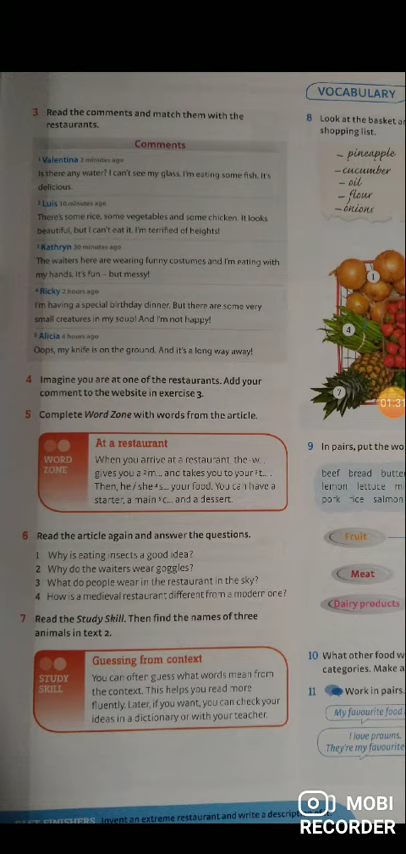 3 Read the comments and match them with the
restaurants.
Comments
1 Valentina 2 minutes ago
Is there any water? I can't see my glass. I'm eating some fish. It's
delicious.
2 Luis 10 minutes ago
There's some rice, some vegetables and some chicken. It looks
beautiful, but I can't eat it. I'm terrified of heights!
3 Kathryn 30 minutes ago
The waiters here are wearing funny costumes and I'm eating with
my hands. It's fun – but messy!
4 Ricky 2 hours ago
I'm having a special birthday dinner. But there are some very
small creatures in my soup! And I'm not happy!
5 Alicia 4 hours ago
Oops, my knife is on the ground. And it's a long way away!
4 Imagine you are at one of the restaurants. Add your
comment to the website in exercise 3.
5 Complete Word Zone with words from the article.
WORD
ZONE
At a restaurant
When you arrive at a restaurant, the 1w…
gives you a 2m… and takes you to your 3t… .
Then, he / she 4s… your food. You can have a
starter, a main 5c… and a dessert.
6 Read the article again and answer the questions.
1 Why is eating insects a good idea?
2 Why do the waiters wear goggles?
3 What do people wear in the restaurant in the sky?
4 How is a medieval restaurant different from a modern one?
7 Read the Study Skill. Then find the names of three
animals in text 2.
STUDY
SKILL
Guessing from context
You can often guess what words mean from
the context. This helps you read more
fluently. Later, if you want, you can check your
ideas in a dictionary or with your teacher.
FINISHERS Invent an extreme restaurant and write a
VOCABULARY
8 Look at the basket
shopping list.
– pineapple
– cucumber
– oil
– flour
– onions
1
4
7
01:31
9 In pairs, put the
beef bread
lemon lettuce
pork rice salmon
Fruit
Meat
Dairy products
10 What other food
categories. Make a
11 Work in pairs.
My favourite food
I love prawns.
They're my favourite
MOBI
RECORDER